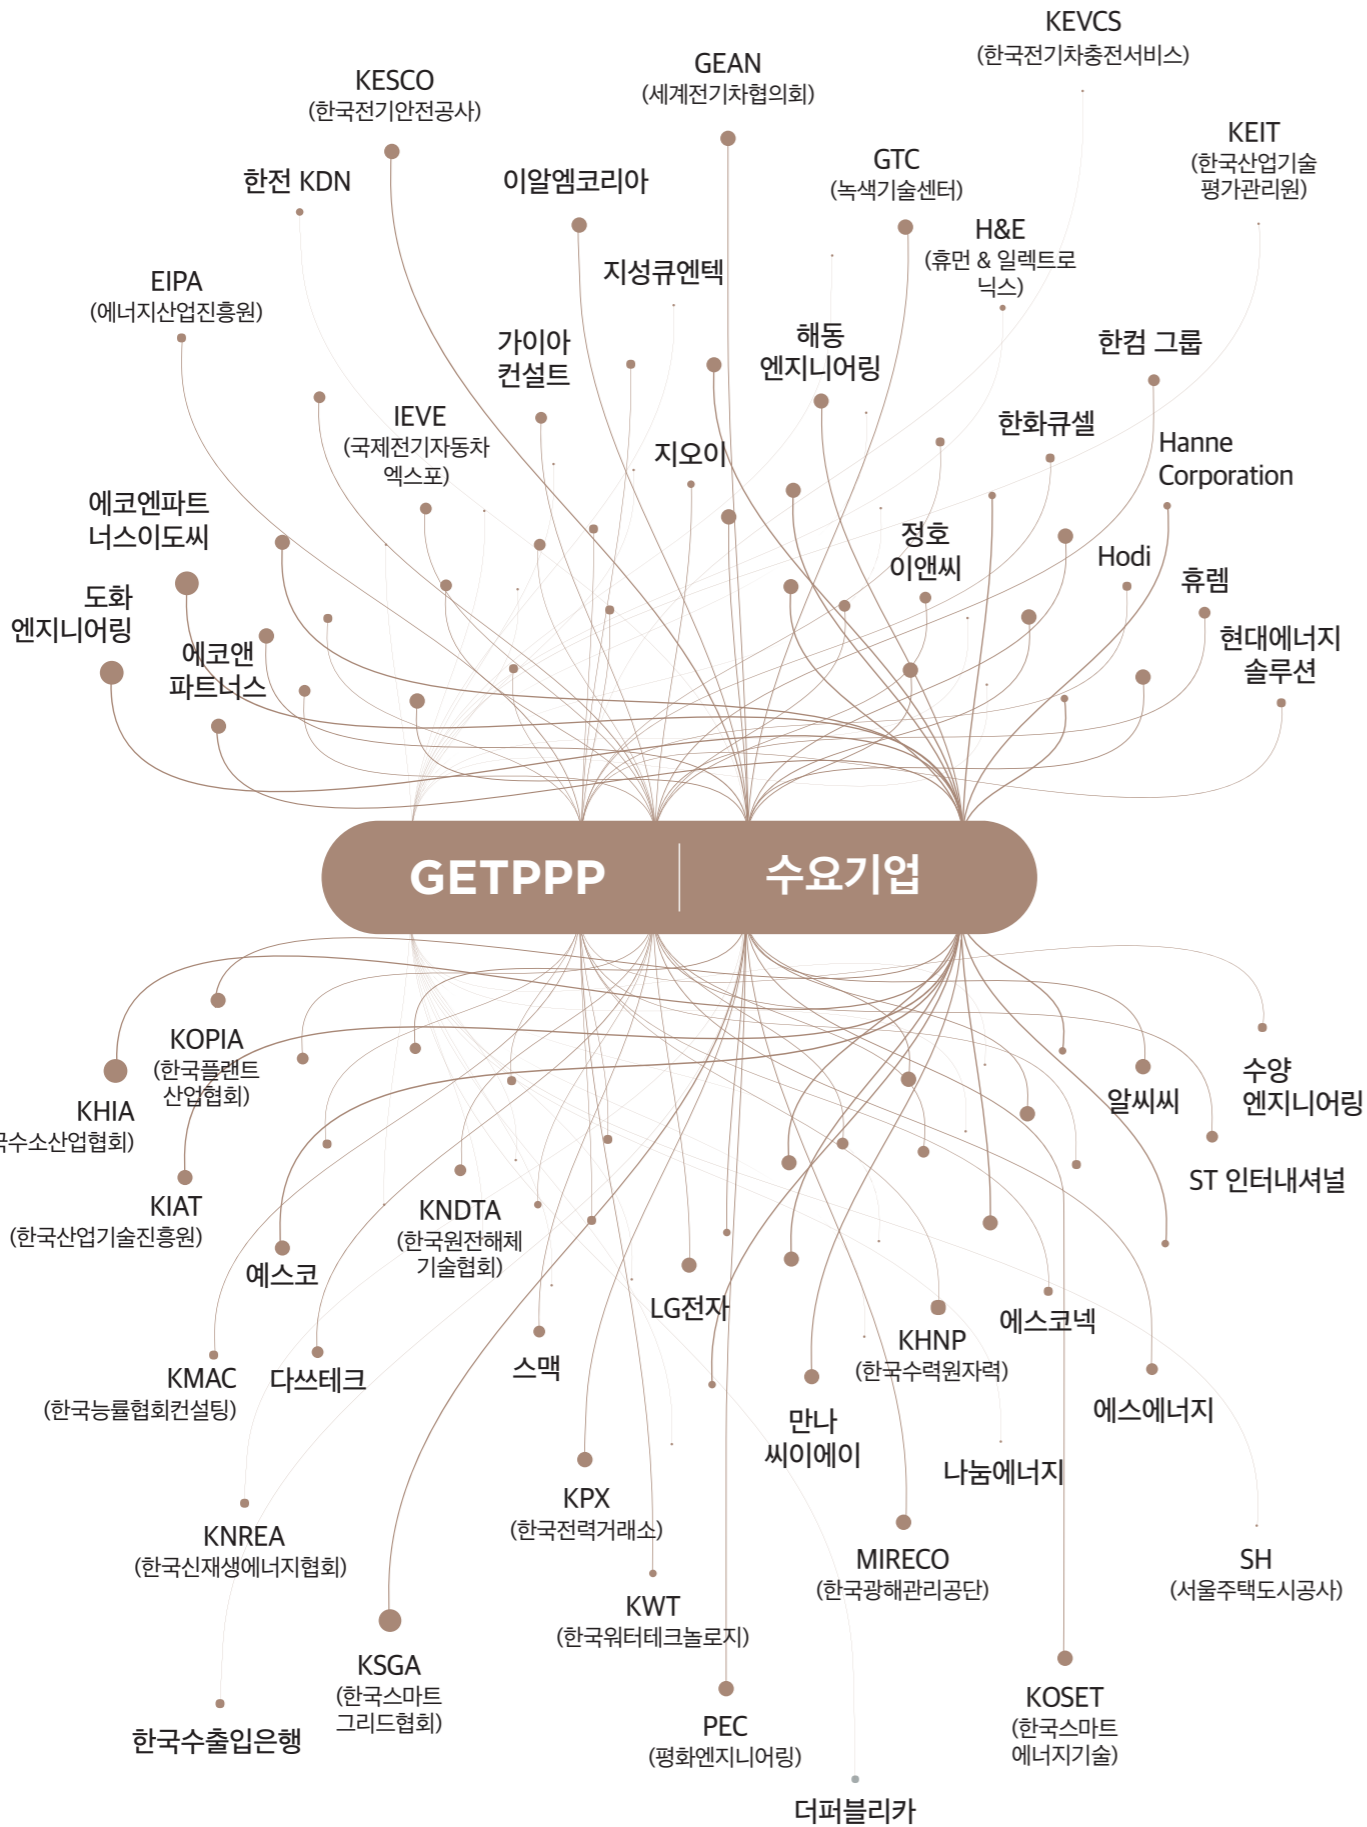 KEVCS
(한국전기차충전서비스)
GEAN
(세계전기차협의회)
KESCO
(한국전기안전공사)
KEIT
(한국산업기술
평가관리원)
GTC
(녹색기술센터)
한전 KDN
이알엠코리아
H&E
(휴먼 & 일렉트로
닉스)
지성큐엔텍
EIPA
(에너지산업진흥원)
가이아
컨설트
해동
엔지니어링
한컴 그룹
IEVE
(국제전기자동차
엑스포)
지오이
한화큐셀
Hanne
Corporation
에코엔파트
너스이도씨
정호
이앤씨
Hodi
휴렘
도화
엔지니어링
에코앤
파트너스
현대에너지
솔루션
GETPPP
수요기업
KOPIA
(한국플랜트
산업협회)
KHIA
국수소산업협회)
수양
엔지니어링
알씨씨
ST 인터내셔널
KIAT
(한국산업기술진흥원)
KNDTA
(한국원전해체
기술협회)
예스코
LG전자
KHNP
(한국수력원자력)
에스코넥
KMAC
(한국능률협회컨설팅)
다쓰테크
스맥
만나
씨이에이
에스에너지
나눔에너지
KPX
(한국전력거래소)
KNREA
(한국신재생에너지협회)
MIRECO
(한국광해관리공단)
SH
(서울주택도시공사)
KWT
(한국워터테크놀로지)
KSGA
(한국스마트
그리드협회)
KOSET
(한국스마트
에너지기술)
한국수출입은행
PEC
(평화엔지니어링)
더퍼블리카